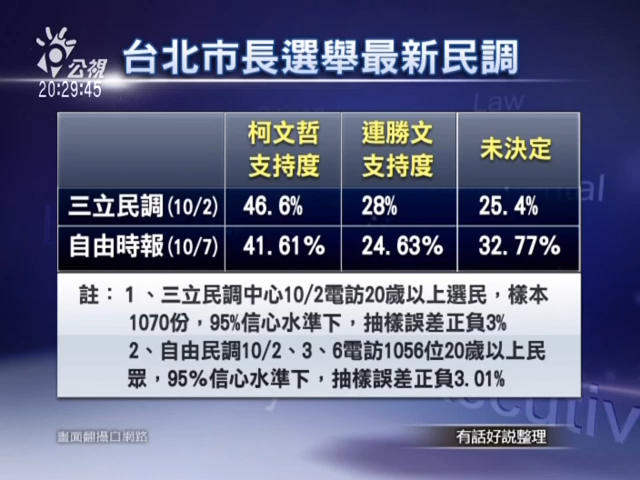 公視
台北市長選舉最新民調
20:29:45
Law
柯文哲 連勝文 未決定
支持度 支持度
三立民調(10/2) 46.6% 28% 25.4%
自由時報(10/7) 41.61% 24.63% 32.77%
註：1、三立民調中心10/2電訪20歲以上選民，樣本
1070份，95%信心水準下，抽樣誤差正負3%
2、自由民調10/2、3、6電訪1056位20歲以上民
眾，95%信心水準下，抽樣誤差正負3.01%
畫面翻攝口網路
有話好説整理